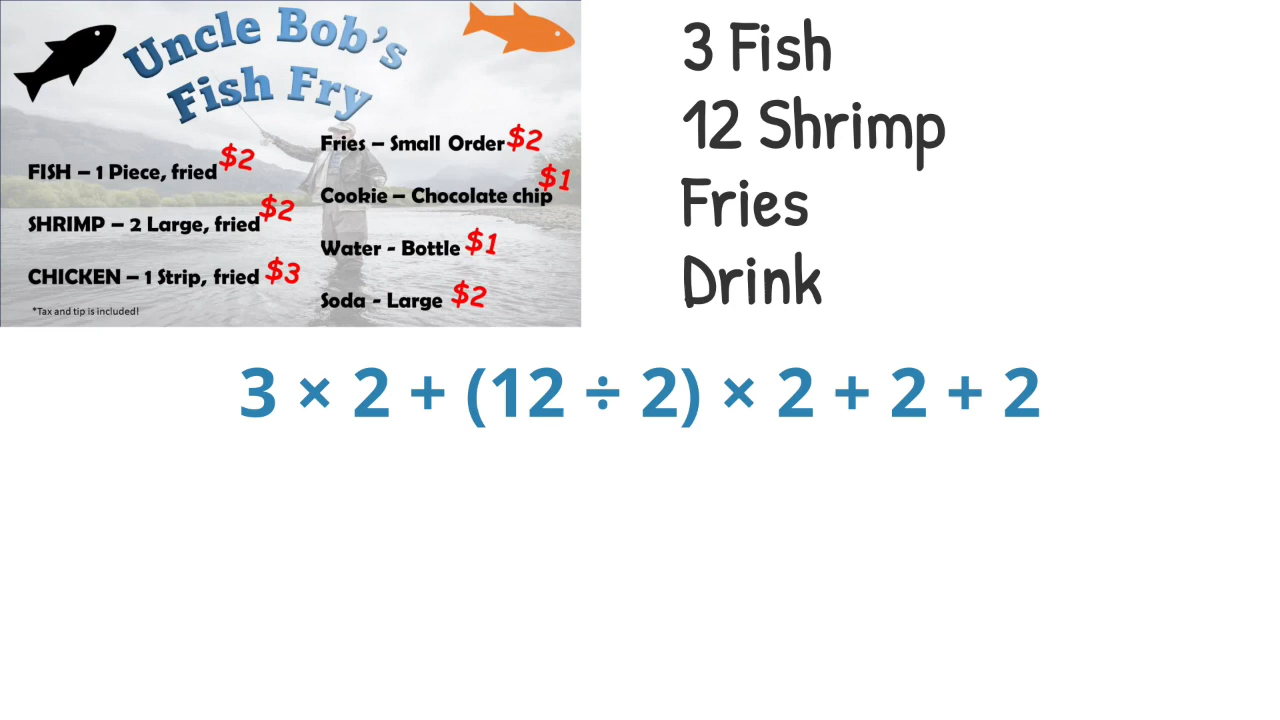 Uncle Bob's
Fish Fry
FISH – 1 Piece, fried $2
SHRIMP – 2 Large, fried $2
CHICKEN – 1 Strip, fried $3
*Tax and tip is included!
Fries – Small Order $2
Cookie – Chocolate chip $1
Water - Bottle $1
Soda - Large $2
3 Fish
12 Shrimp
Fries
Drink
3 × 2 + (12 ÷ 2) × 2 + 2 + 2